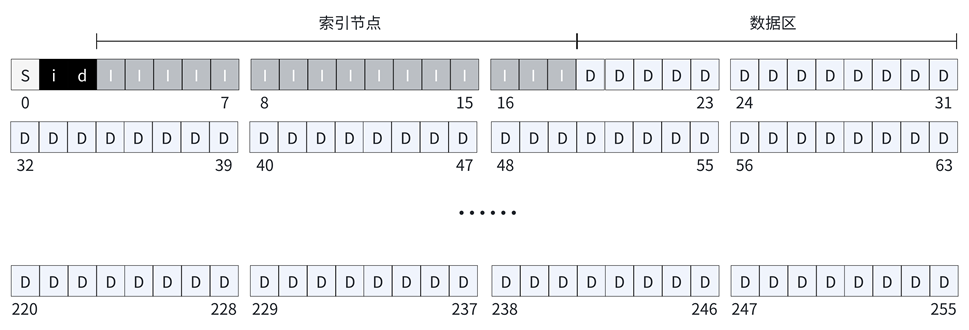 索引节点 数据区
S i d I I I I I I I I I I I I I I I I D D D D D D D D D D D D D
0 7 8 15 16 23 24 31
D D D D D D D D D D D D D D D D D D D D D D D D D D D D D D D D
32 39 40 47 48 55 56 63
······
D D D D D D D D D D D D D D D D D D D D D D D D D D D D D D D D
220 228 229 237 238 246 247 255